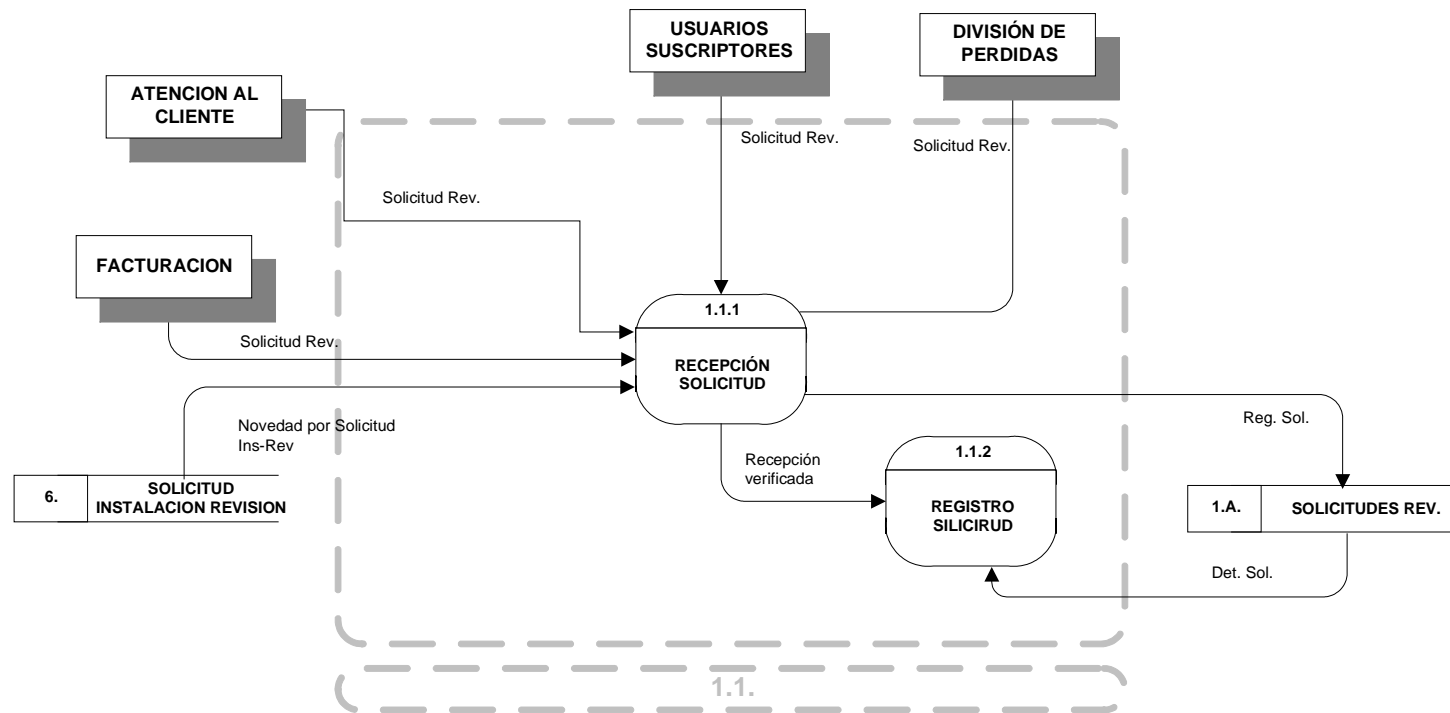 USUARIOS
SUSCRIPTORES
DIVISIÓN DE
PERDIDAS
ATENCION AL
CLIENTE
Solicitud Rev.
Solicitud Rev.
Solicitud Rev.
FACTURACION
1.1.1
Solicitud Rev.
RECEPCIÓN
SOLICITUD
Novedad por Solicitud
Ins-Rev
Reg. Sol.
1.1.2
Recepción
verificada
6.
SOLICITUD
INSTALACION REVISION
REGISTRO
SILICIRUD
1.A.
SOLICITUDES REV.
Det. Sol.
1.1.